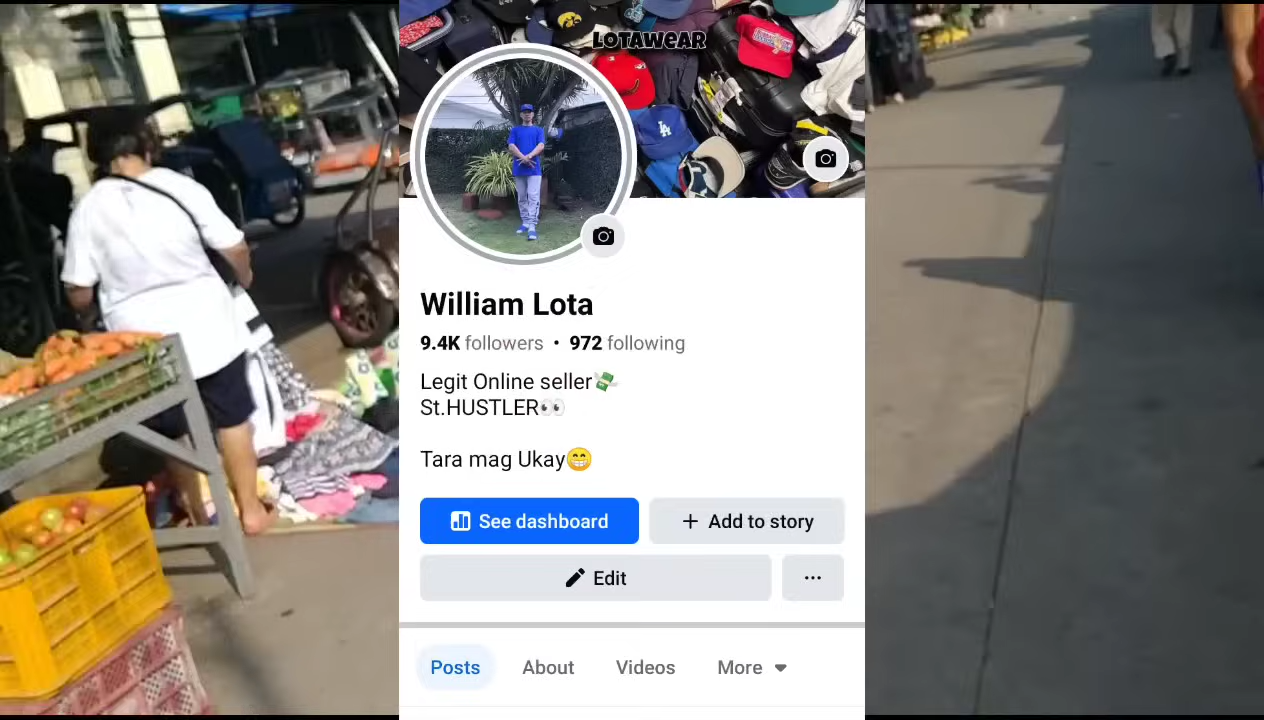 LOTAWEAR
LA
William Lota
9.4K followers • 972 following
Legit Online seller💸
St.HUSTLER👀
Tara mag Ukay😁
See dashboard
+ Add to story
Edit
...
Posts
About
Videos
More